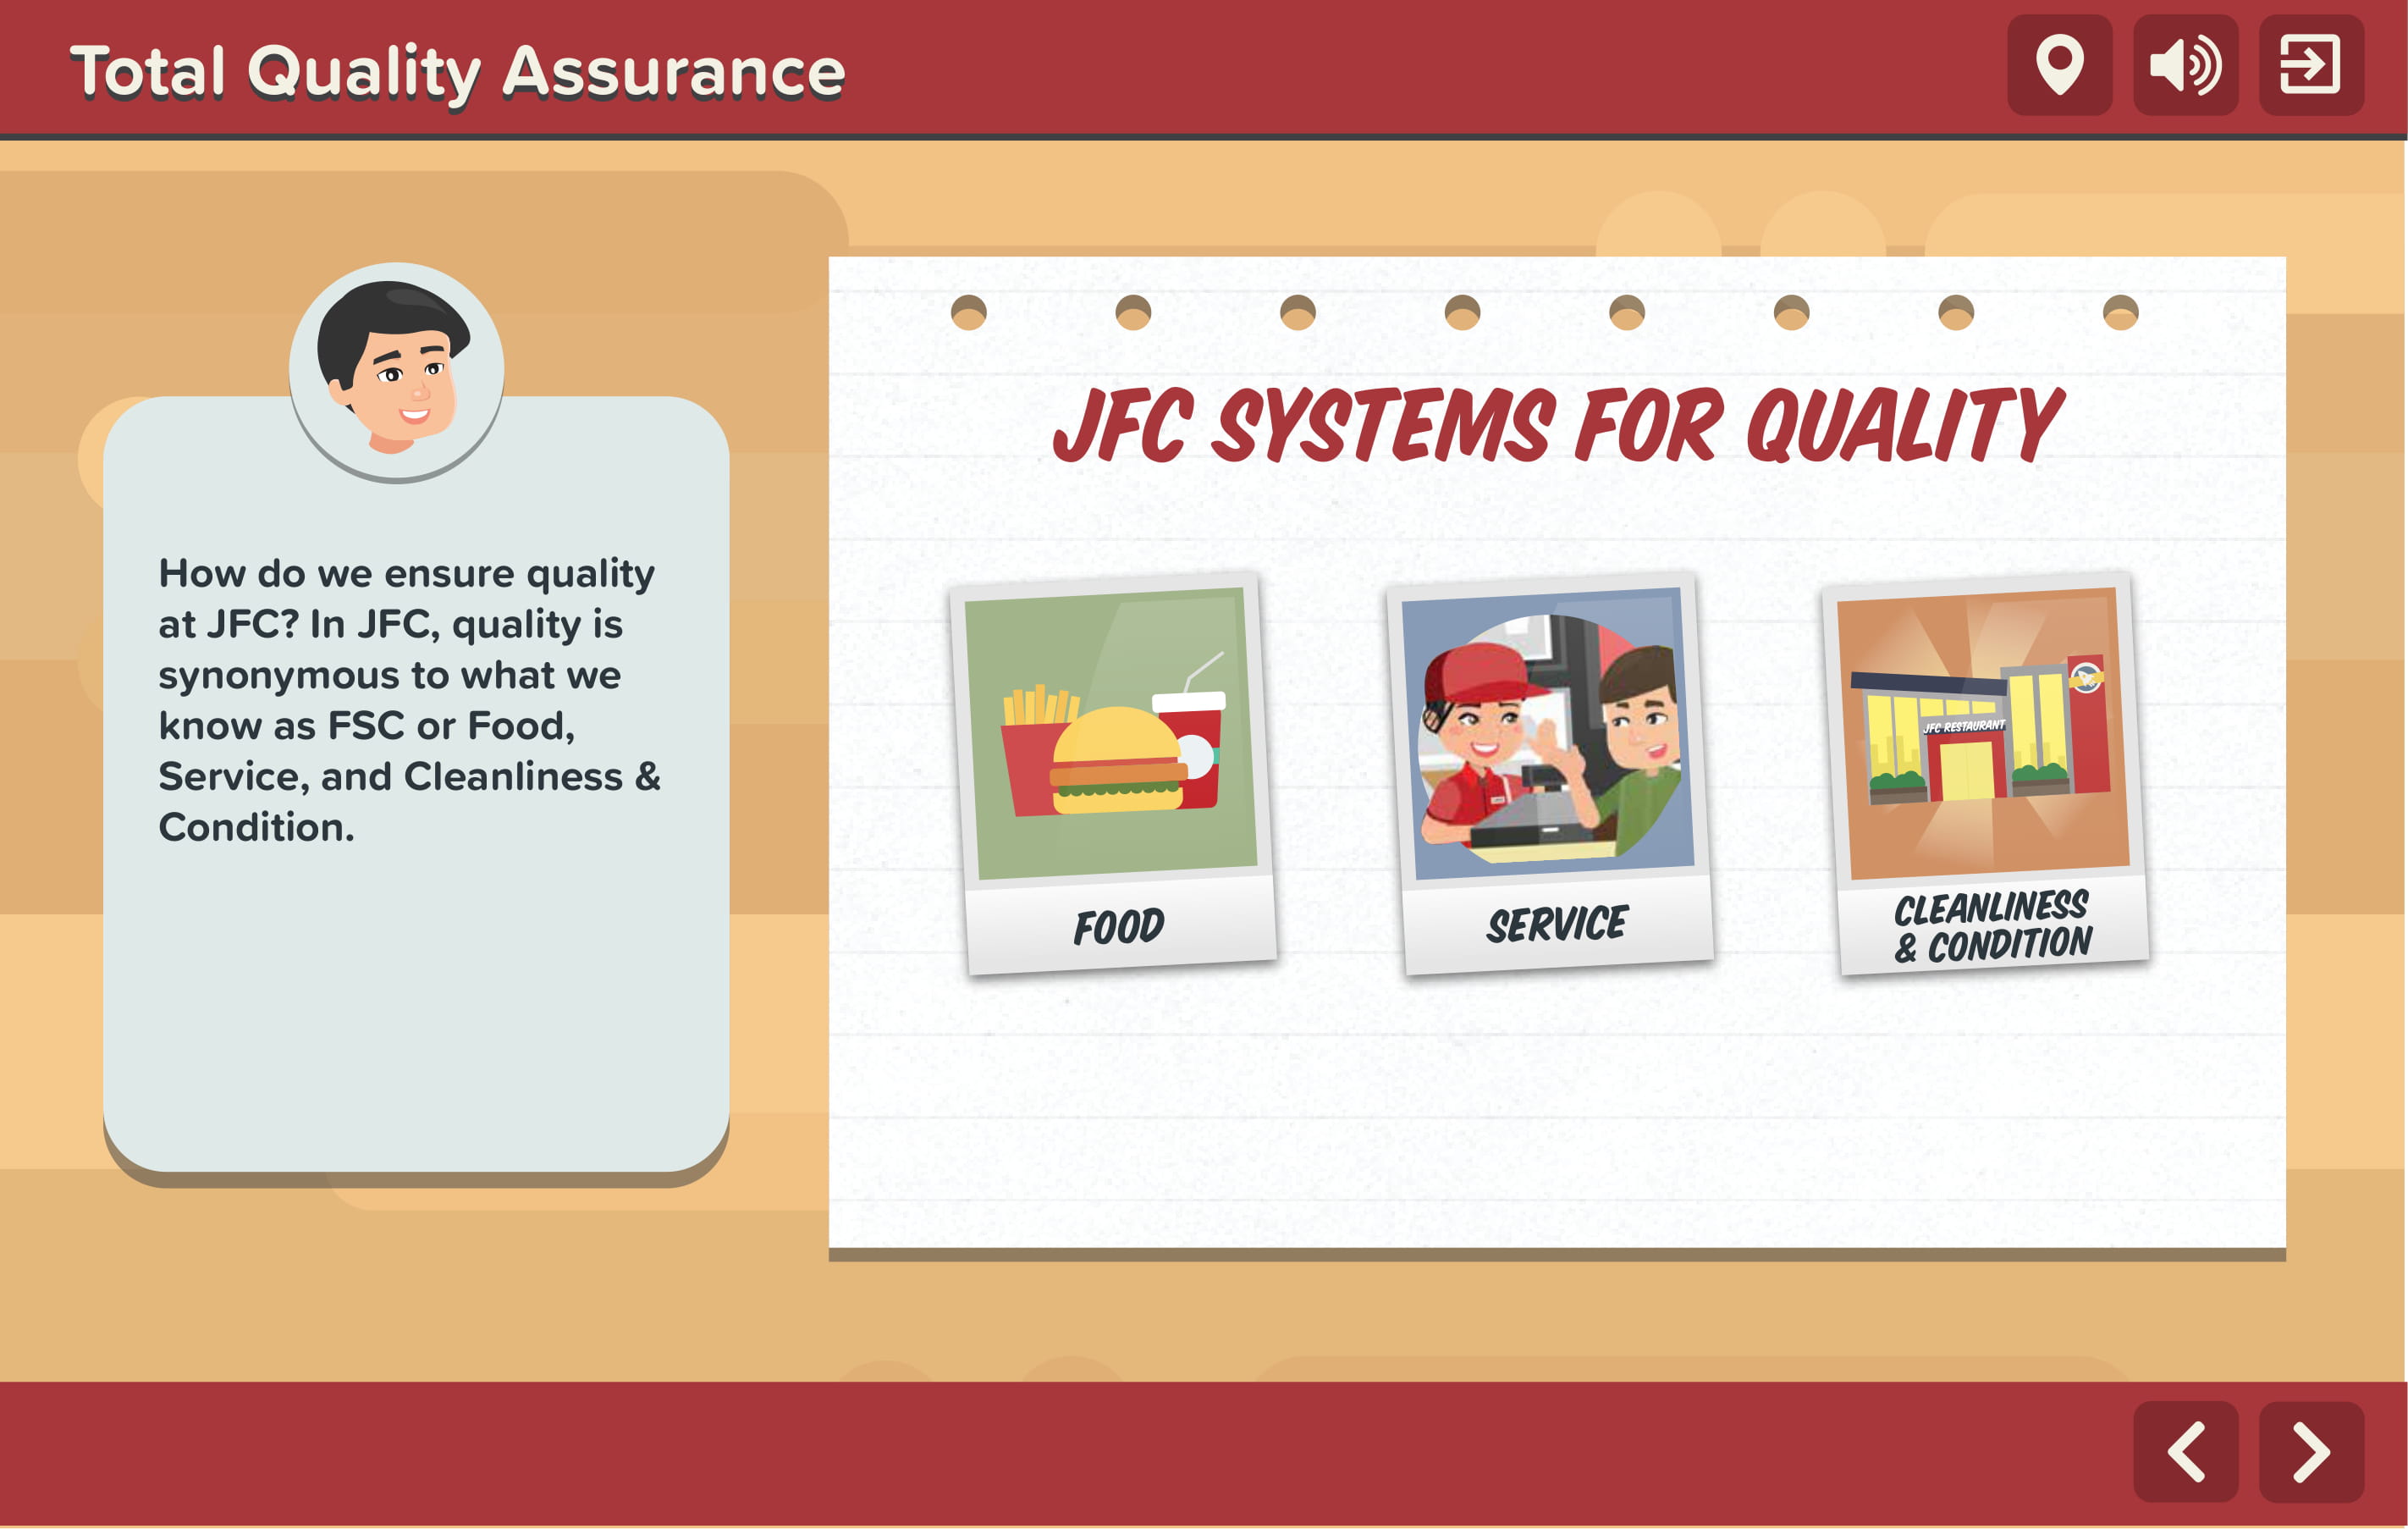 Total Quality Assurance
How do we ensure quality
at JFC? In JFC, quality is
synonymous to what we
know as FSC or Food,
Service, and Cleanliness &
Condition.
JFC SYSTEMS FOR QUALITY
JFC RESTAURANT
FOOD
SERVICE
CLEANLINESS
& CONDITION